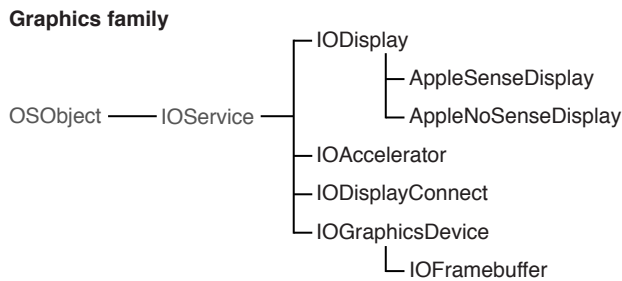 Graphics family
IODisplay
AppleSenseDisplay
AppleNoSenseDisplay
OSObject IOService
IOAccelerator
IODisplayConnect
IOGraphicsDevice
IOFramebuffer